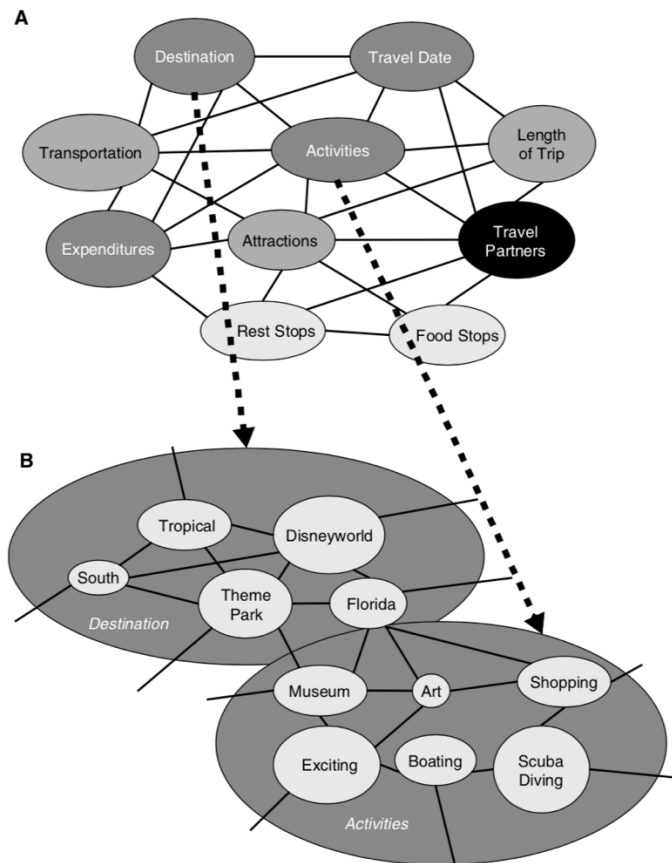 A
Destination
Travel Date
Transportation
Activities
Length
of Trip
Expenditures
Attractions
Travel
Partners
Rest Stops
Food Stops
B
Tropical
Disneyworld
South
Theme
Park
Florida
Destination
Museum
Art
Shopping
Exciting
Boating
Scuba
Diving
Activities